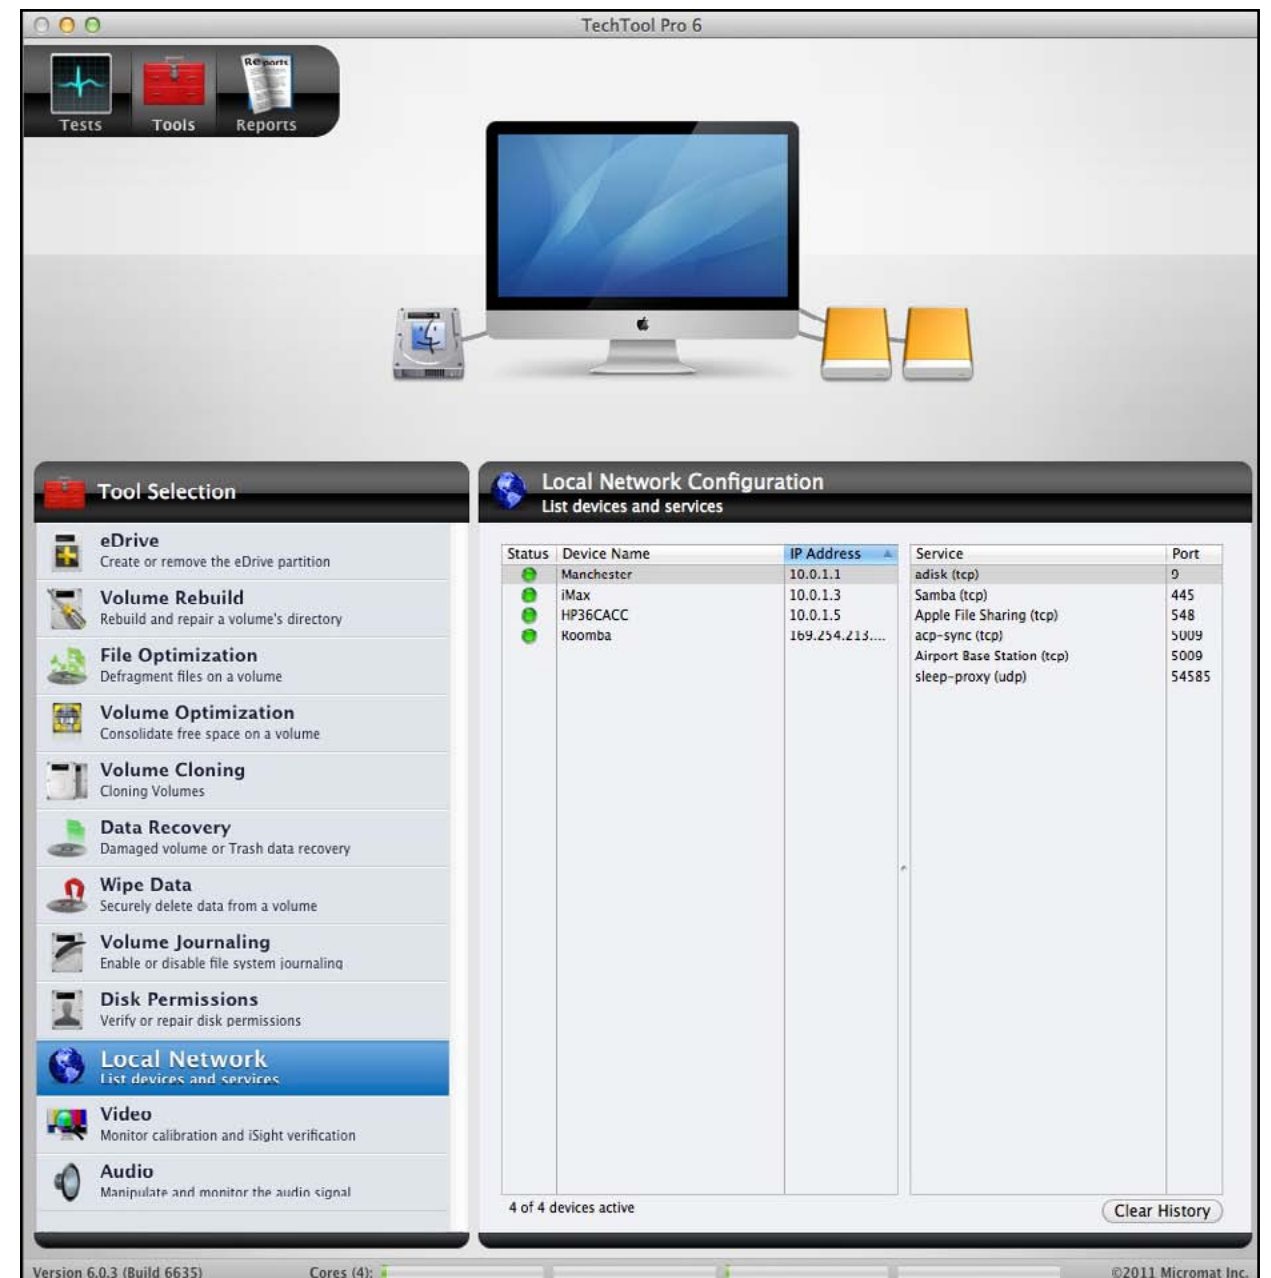 TechTool Pro 6
Reports
Tests Tools Reports
Tool Selection
eDrive
Create or remove the eDrive partition
Volume Rebuild
Rebuild and repair a volume's directory
File Optimization
Defragment files on a volume
Volume Optimization
Consolidate free space on a volume
Volume Cloning
Cloning Volumes
Data Recovery
Damaged volume or Trash data recovery
Wipe Data
Securely delete data from a volume
Volume Journaling
Enable or disable file system journaling
Disk Permissions
Verify or repair disk permissions
Local Network
List devices and services
Video
Monitor calibration and iSight verification
Audio
Manipulate and monitor the audio signal
Local Network Configuration
List devices and services
Status Device Name IP Address Service Port
Manchester 10.0.1.1 adisk (tcp) 9
iMax 10.0.1.3 Samba (tcp) 445
HP36CACC 10.0.1.5 Apple File Sharing (tcp) 548
Roomba 169.254.213.... acp-sync (tcp) 5009
Airport Base Station (tcp) 5009
sleep-proxy (udp) 54585
4 of 4 devices active
Clear History
Version 6.0.3 (Build 6635) Cores (4): ©2011 Micromat Inc.